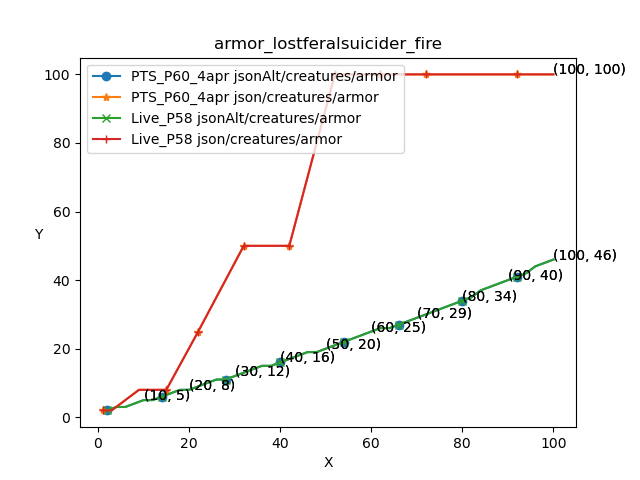 armor_lostferalsuicider_fire
PTS_P60_4apr jsonAlt/creatures/armor
PTS_P60_4apr json/creatures/armor
Live_P58 jsonAlt/creatures/armor
Live_P58 json/creatures/armor
(100, 100)
(100, 46)
(90, 40)
(80, 34)
(70, 29)
(60, 25)
(50, 20)
(40, 16)
(30, 12)
(20, 8)
(10, 5)
Y
100
80
60
40
20
0
0 20 40 60 80 100
X